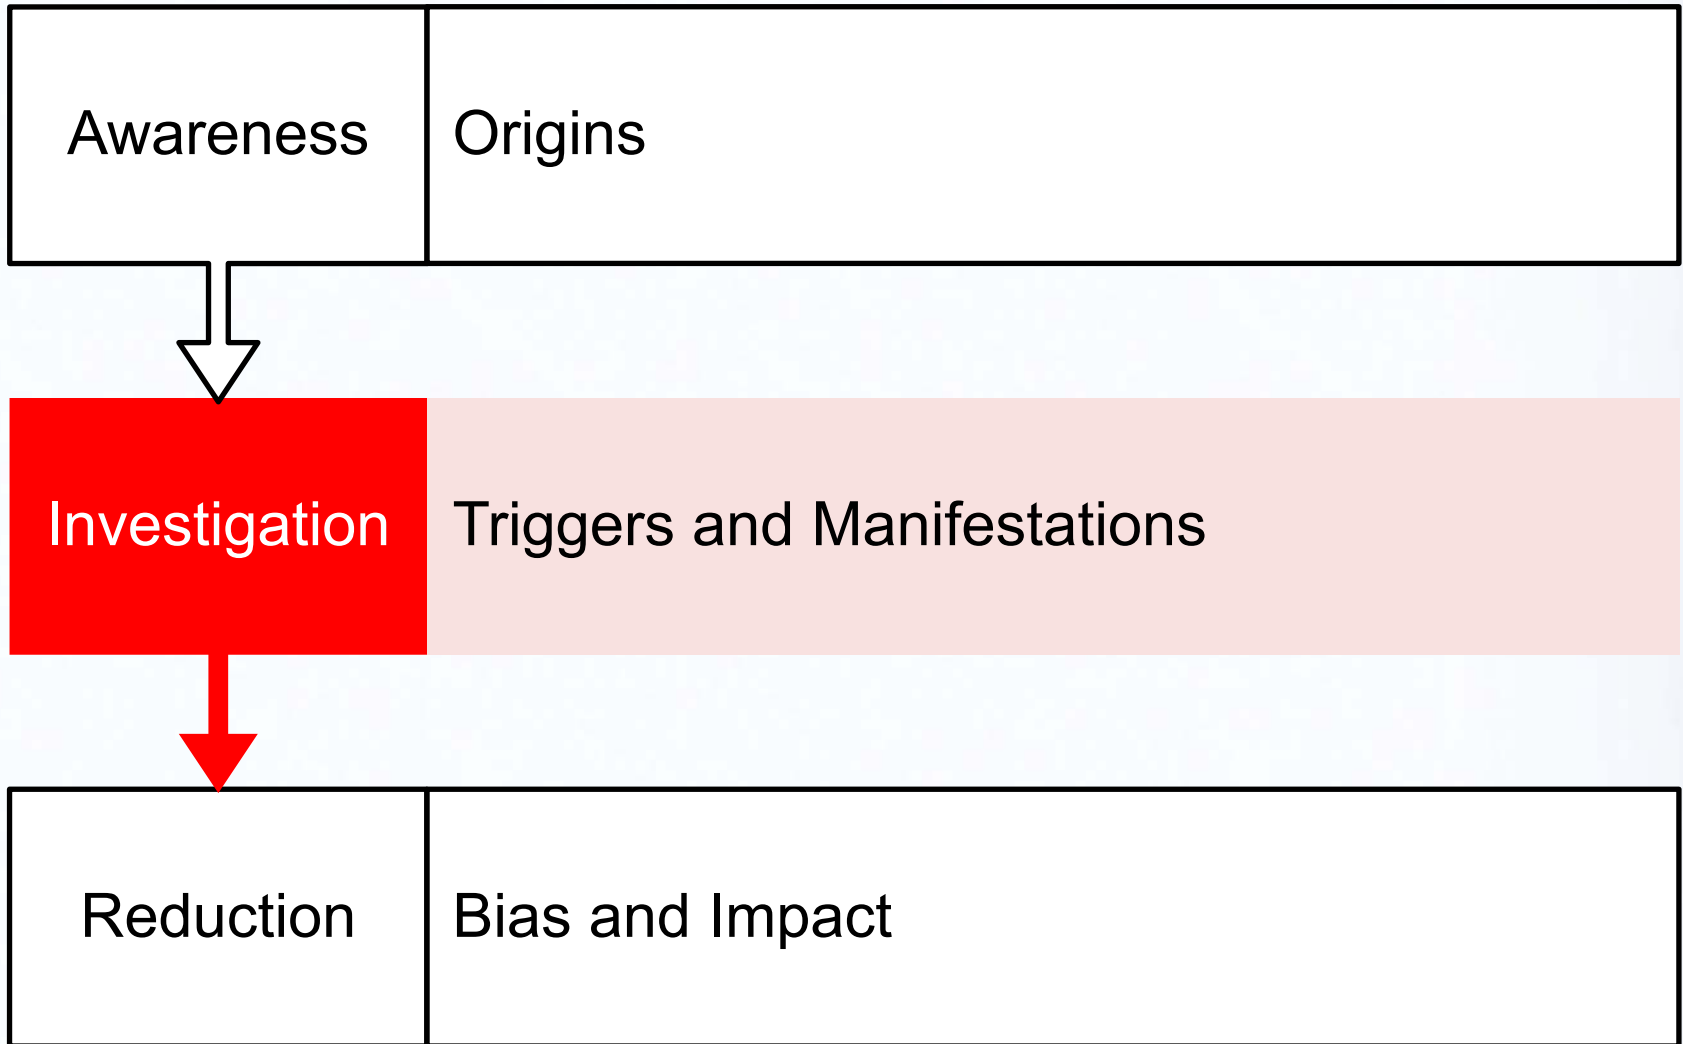 Awareness
Origins
Investigation
Triggers and Manifestations
Reduction
Bias and Impact